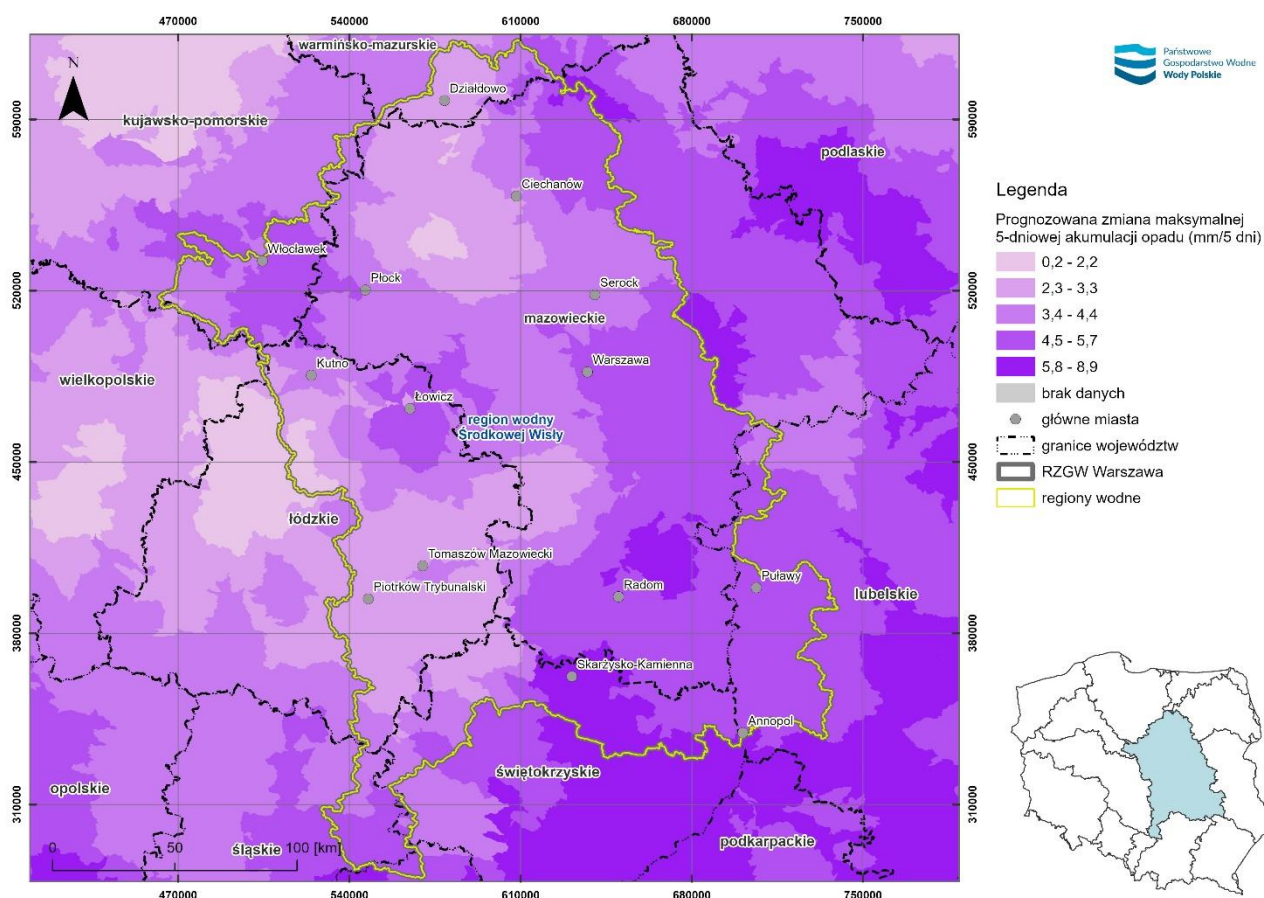 470000 540000 610000 680000 750000
warmińsko-mazurskie
N
Działdowo
590000 590000
kujawsko-pomorskie
podlaskie
Ciechanów
Włocławek
Płock
Serock
520000 520000
mazowieckie
Kutno
Warszawa
wielkopolskie
Łowicz
region wodny
Środkowej Wisły
450000 450000
łódzkie
Tomaszów Mazowiecki
Piotrków Trybunalski
Radom
Puławy
lubelskie
380000 380000
Skarżysko-Kamienna
Annopol
świętokrzyskie
opolskie
310000 310000
śląskie
podkarpackie
0 50 100 [km]
470000 540000 610000 680000 750000
Państwowe
Gospodarstwo Wodne
Wody Polskie
Legenda
Prognozowana zmiana maksymalnej
5-dniowej akumulacji opadu (mm/5 dni)
0,2 - 2,2
2,3 - 3,3
3,4 - 4,4
4,5 - 5,7
5,8 - 8,9
brak danych
główne miasta
granice województw
RZGW Warszawa
regiony wodne